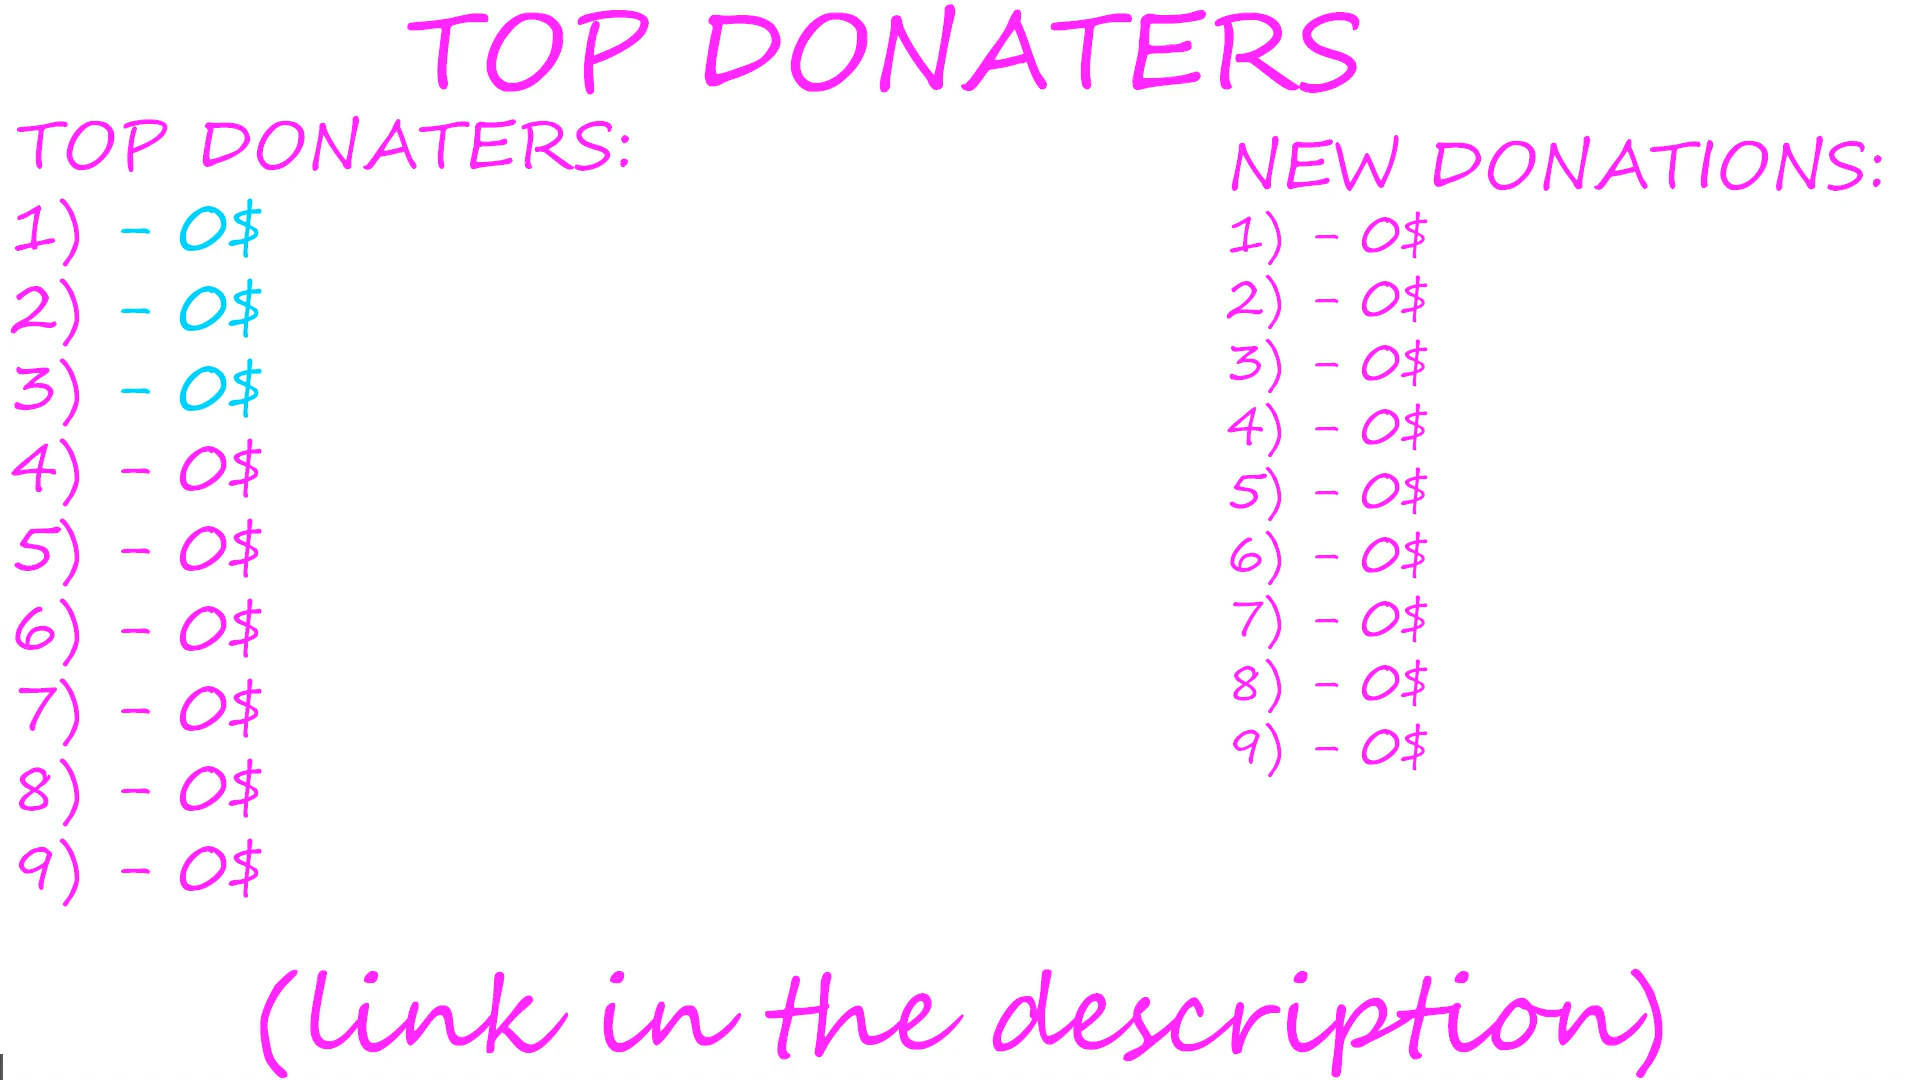 TOP DONATERS
TOP DONATERS:
1) - 0$
2) - 0$
3) - 0$
4) - 0$
5) - 0$
6) - 0$
7) - 0$
8) - 0$
9) - 0$
NEW DONATIONS:
1) - 0$
2) - 0$
3) - 0$
4) - 0$
5) - 0$
6) - 0$
7) - 0$
8) - 0$
9) - 0$
(link in the description)